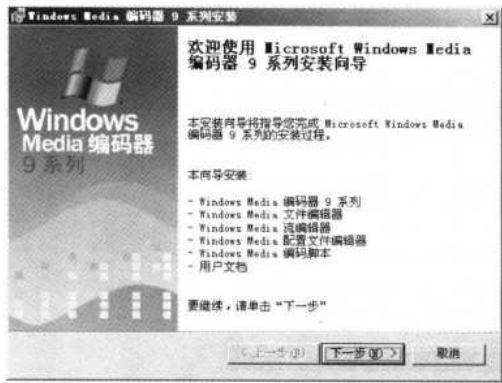 Windows Media 编码器 9 系列安装
Windows
Media 编码器
9 系列
欢迎使用 Microsoft Windows Media
编码器 9 系列安装向导
本安装向导将指导您完成 Microsoft Windows Media
编码器 9 系列的安装过程。
本向导安装:
- Windows Media 编码器 9 系列
- Windows Media 文件编辑器
- Windows Media 流编辑器
- Windows Media 配置文件编辑器
- Windows Media 编码脚本
- 用户文档
要继续，请单击“下一步”
< 上一步(B)
下一步(N) >
取消